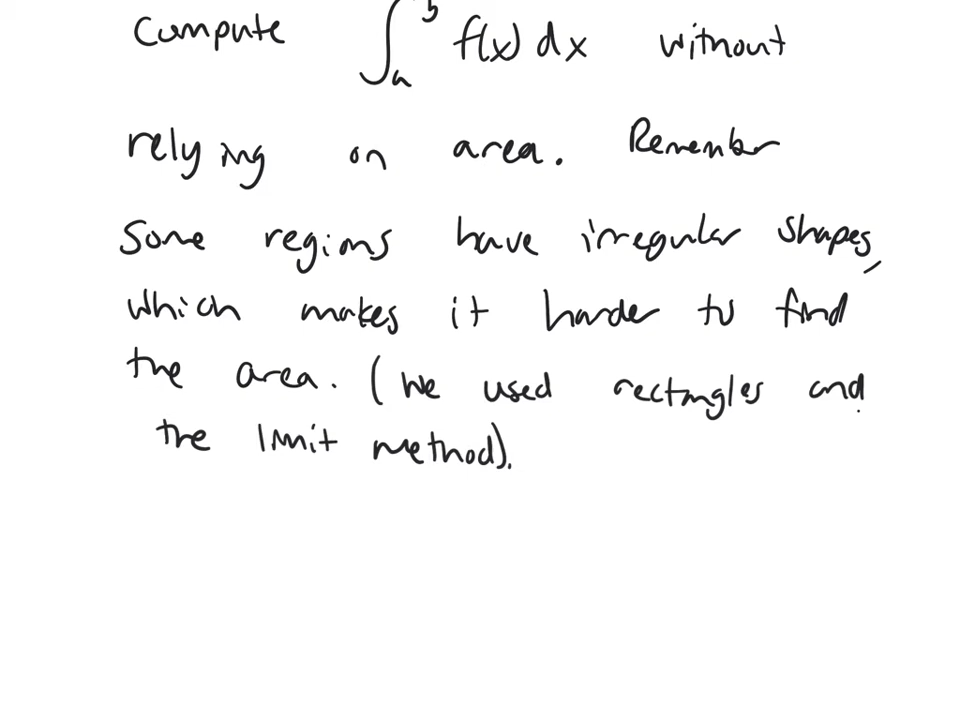 Compute ∫_a^b f(x) dx without
relying on area. Remember
Some regions have irregular shapes,
which makes it harder to find
the area. (We used rectangles and
the limit method).